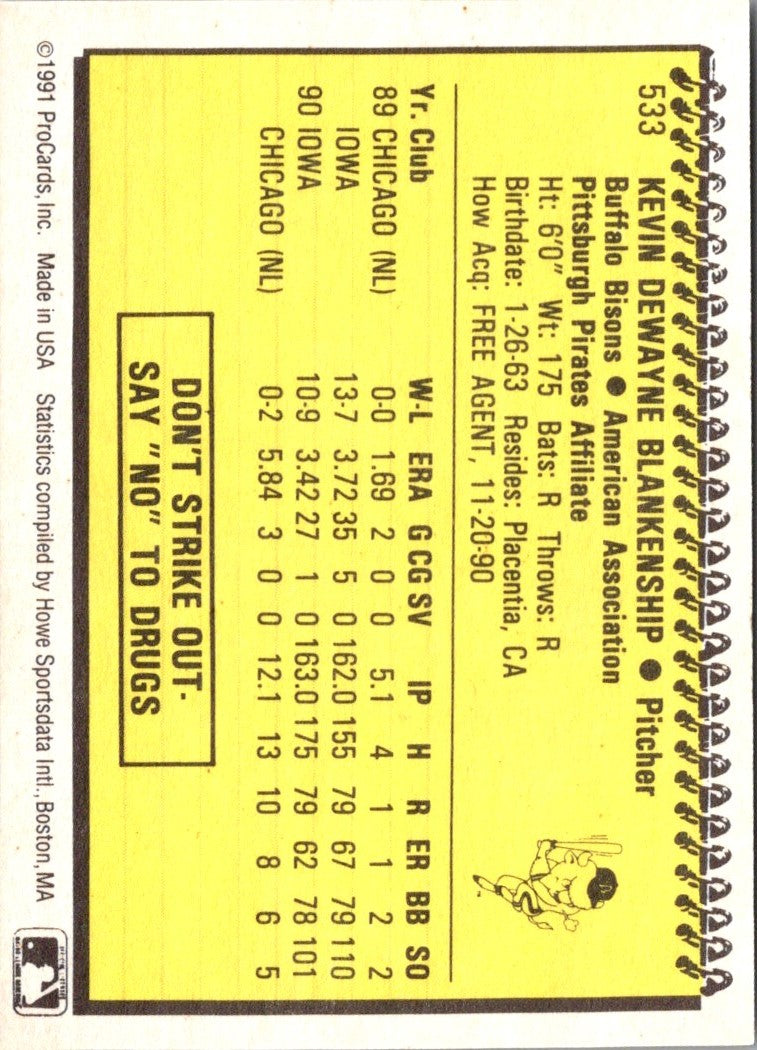 533 KEVIN DEWAYNE BLANKENSHIP ● Pitcher
Buffalo Bisons ● American Association
Pittsburgh Pirates Affiliate
Ht: 6'0" Wt: 175 Bats: R Throws: R
Birthdate: 1-26-63 Resides: Placentia, CA
How Acq: FREE AGENT, 11-20-90
Yr. Club W-L ERA G CG SV IP H R ER BB SO
89 CHICAGO (NL) 0-0 1.69 2 0 0 5.1 4 1 1 2 2
IOWA 13-7 3.72 35 5 0 162.0 155 79 67 79 110
90 IOWA 10-9 3.42 27 1 0 163.0 175 79 62 78 101
CHICAGO (NL) 0-2 5.84 3 0 0 12.1 13 10 8 6 5
DON'T STRIKE OUT-
SAY "NO" TO DRUGS
©1991 ProCards, Inc. Made in USA Statistics compiled by Howe Sportsdata Intl., Boston, MA